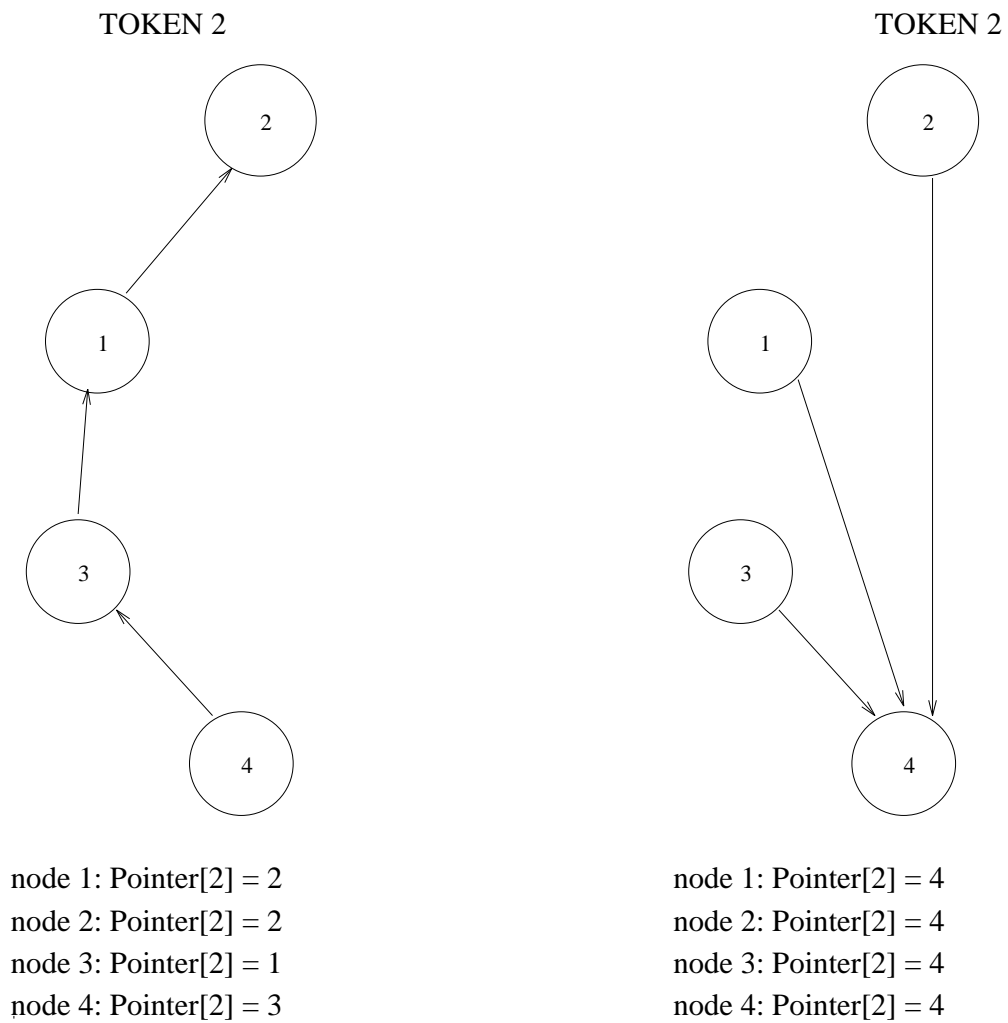 TOKEN 2
2
1
3
4
node 1: Pointer[2] = 2
node 2: Pointer[2] = 2
node 3: Pointer[2] = 1
node 4: Pointer[2] = 3
TOKEN 2
2
1
3
4
node 1: Pointer[2] = 4
node 2: Pointer[2] = 4
node 3: Pointer[2] = 4
node 4: Pointer[2] = 4